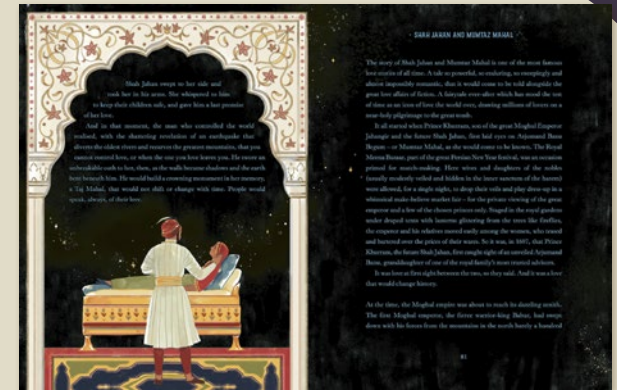 Shah Jahan swept to her side and
took her in his arms. She whispered to him
to keep their children safe, and gave him a last promise
of her love.
And in that moment, the man who controlled the world
realised, with the shattering revelation of an earthquake that
diverts the oldest rivers and recarves the greatest mountains, that you
cannot control love, or when the one you love leaves you. He swore an
unbreakable oath to her, then, as the walls became shadows and the earth
bent beneath him. He would build a towering monument in her memory,
a Taj Mahal, that would not shift or change with time. People would
speak, always, of their love.
SHAH JAHAN AND MUMTAZ MAHAL
The story of Shah Jahan and Mumtaz Mahal is one of the most famous
love stories of all time. A tale so powerful, so enduring, so sweepingly and
almost impossibly romantic, that it would come to be told alongside the
great love affairs of fiction. A fairytale ever-after which has stood the test
of time as an icon of love the world over, drawing millions of lovers on a
near-holy pilgrimage to the great tomb.
It all started when Prince Khurram, son of the great Moghul Emperor
Jahangir and the future Shah Jahan, first laid eyes on Arjumand Banu
Begum – or Mumtaz Mahal, as she would come to be known. The Royal
Meena Bazaar, part of the great Persian New Year festival, was an occasion
primed for match-making. Here wives and daughters of the nobles
(usually modestly veiled and hidden in the inner sanctum of the harem)
were allowed, for a single night, to drop their veils and play dress-up in a
whimsical make-believe market fair – for the private viewing of the great
emperor and a few of his chosen princes only. Staged in the royal gardens
under draped tents with lanterns glittering from the trees like fireflies,
the emperor and his relatives moved easily among the women, who teased
and bartered over the prices of their wares. So it was, in 1607, that Prince
Khurram, the future Shah Jahan, first caught sight of an unveiled Arjumand
Banu, granddaughter of one of the royal family's most trusted advisors.
It was love at first sight between the two, so they said. And it was a love
that would change history.
At the time, the Moghul empire was about to reach its dazzling zenith.
The first Moghul emperor, the fierce warrior-king Babur, had swept
down with his forces from the mountains in the north barely a hundred
81